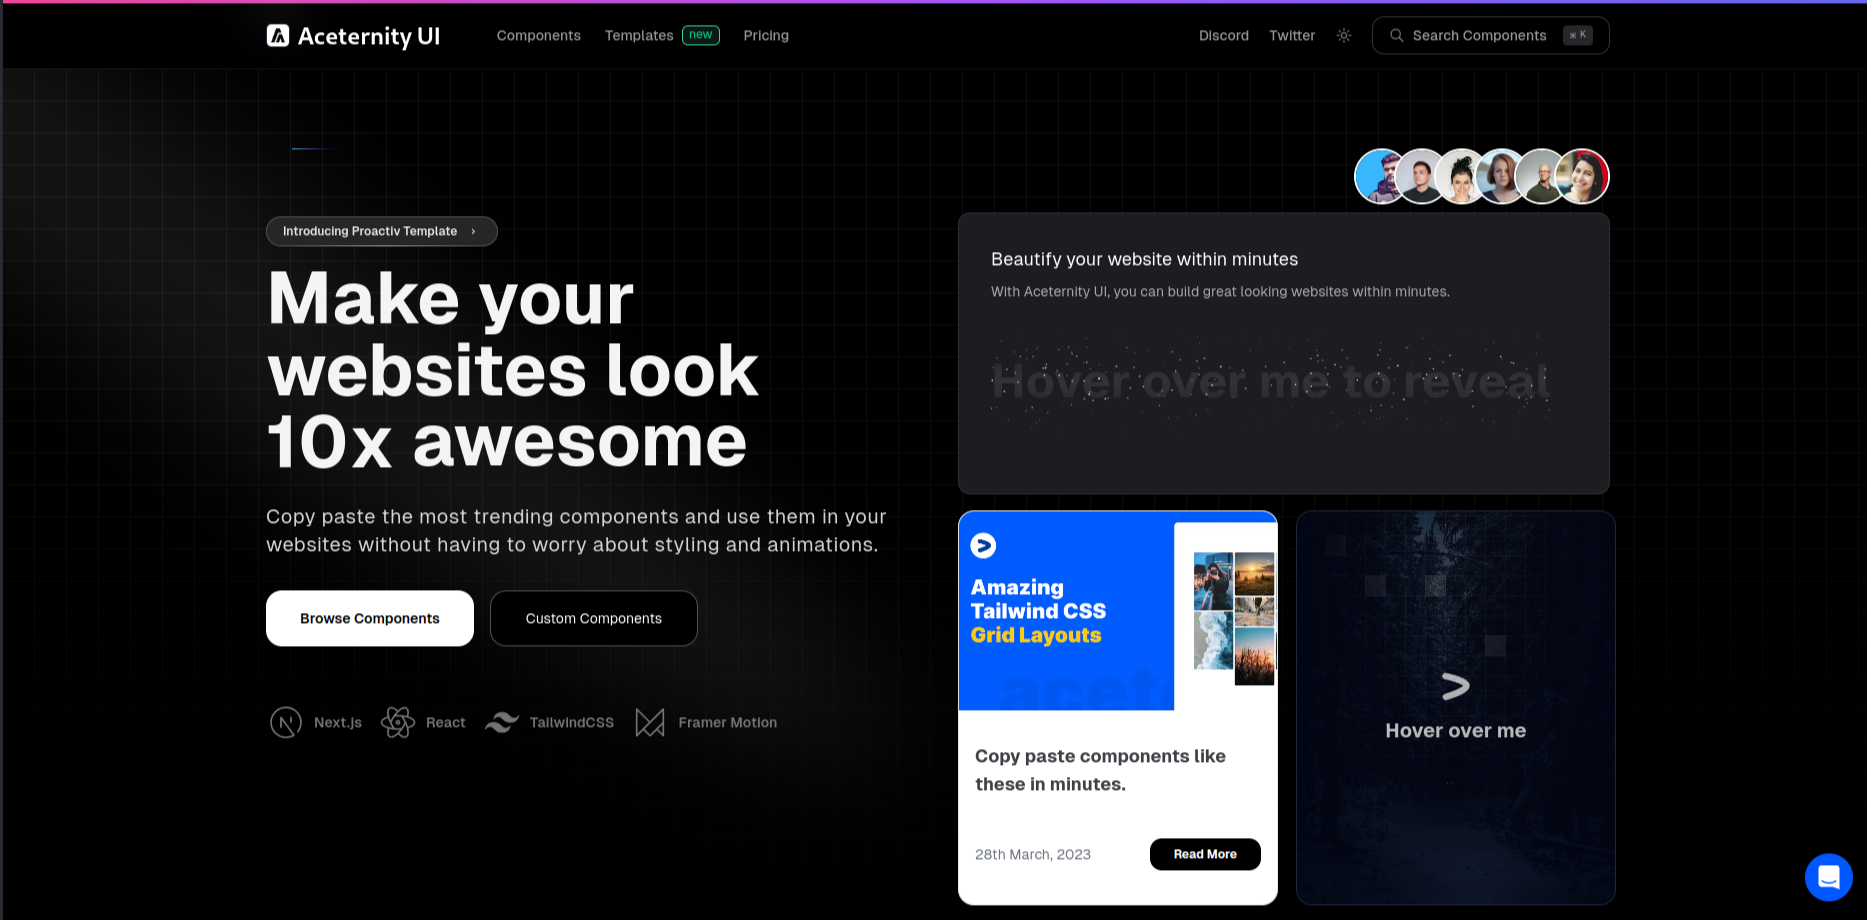 Aceternity UI
Components
Templates new
Pricing
Discord
Twitter
Search Components
⌘ K
Introducing Proactiv Template
Make your
websites look
10x awesome
Copy paste the most trending components and use them in your
websites without having to worry about styling and animations.
Browse Components
Custom Components
Next.js
React
TailwindCSS
Framer Motion
Beautify your website within minutes
With Aceternity UI, you can build great looking websites within minutes.
Hover over me to reveal
Amazing
Tailwind CSS
Grid Layouts
acete
Copy paste components like
these in minutes.
28th March, 2023
Read More
Hover over me